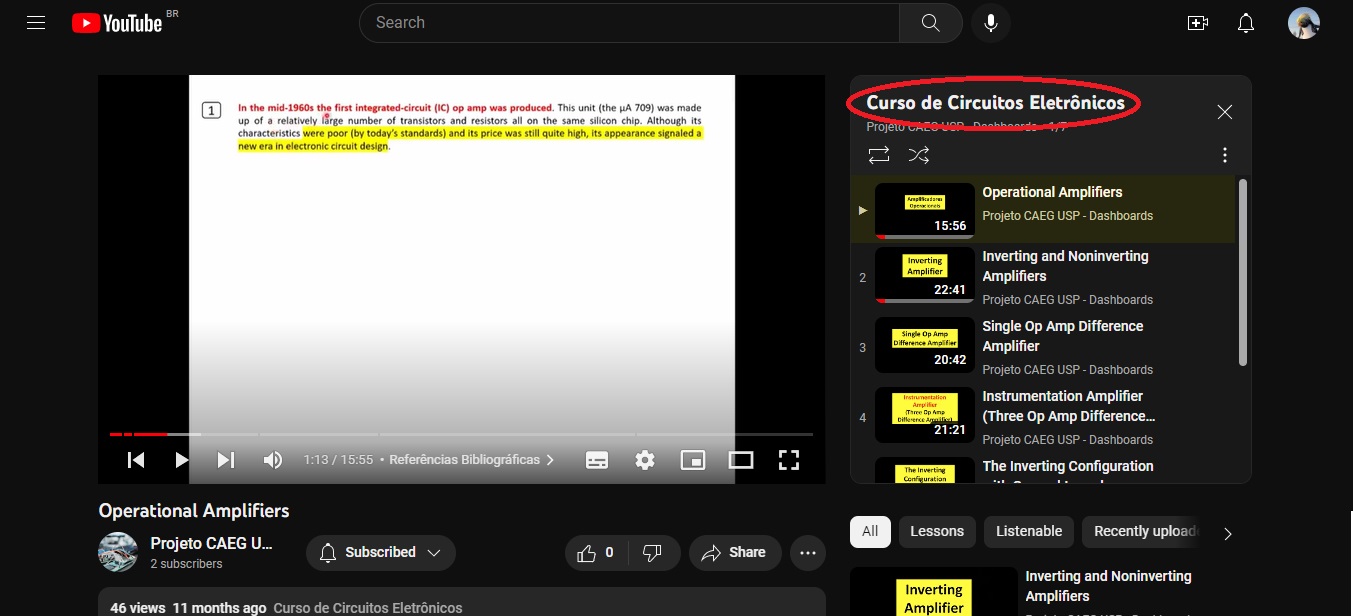 YouTube BR
Search
1
In the mid-1960s the first integrated-circuit (IC) op amp was produced. This unit (the µA 709) was made
up of a relatively large number of transistors and resistors all on the same silicon chip. Although its
characteristics were poor (by today's standards) and its price was still quite high, its appearance signaled a
new era in electronic circuit design.
1:13 / 15:55 • Referências Bibliográficas
Operational Amplifiers
Projeto CAEG U...
2 subscribers
Subscribed
0
Share
46 views 11 months ago Curso de Circuitos Eletrônicos
Curso de Circuitos Eletrônicos
Projeto CAEG USP - Dashboards - 1/7
Amplificadores
Operacionais
15:56
Operational Amplifiers
Projeto CAEG USP - Dashboards
2
Inverting
Amplifier
22:41
Inverting and Noninverting
Amplifiers
Projeto CAEG USP - Dashboards
3
Single Op Amp
Difference Amplifier
20:42
Single Op Amp Difference
Amplifier
Projeto CAEG USP - Dashboards
4
Instrumentation
Amplifier
(Three Op Amp
Difference Amplifier)
21:21
Instrumentation Amplifier
(Three Op Amp Difference...
Projeto CAEG USP - Dashboards
The Inverting
Configuration
The Inverting Configuration
All
Lessons
Listenable
Recently upload
Inverting
Amplifier
Inverting and Noninverting
Amplifiers